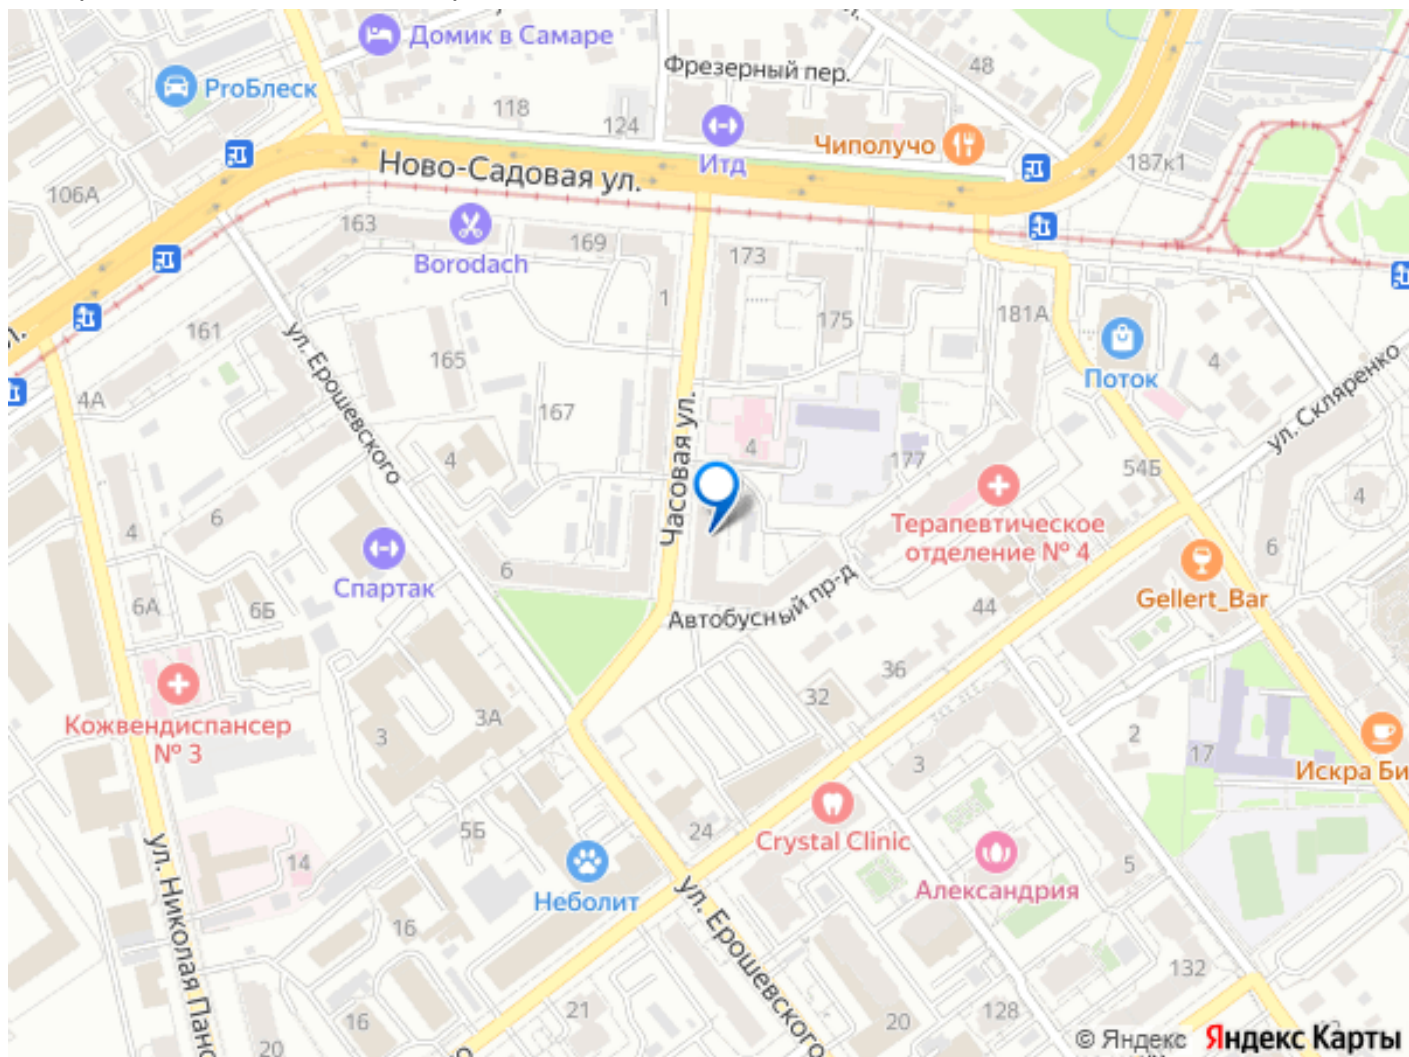 Домик в Самаре
Фрезерный пер.
48
ProБлеск
118
124
Чиполучо
Итд
Ново-Садовая ул.
187к1
106А
163
169
173
Borodach
1
175
181А
161
165
Поток
4
ул. Ерошевского
ул. Скляренко
4А
167
Часовая ул.
4
4
177
54Б
4
6
4
Терапевтическое
отделение № 4
6
Спартак
6
Автобусный пр-д
Gellert_Bar
6А
6Б
44
36
32
Кожвендиспансер
№ 3
3
3А
2
17
3
Искра Би
24
5Б
Crystal Clinic
14
Неболит
Александрия
5
ул. Николая Пано
ул. Ерошевского
16
132
16
21
20
128
20
© Яндекс Яндекс Карты